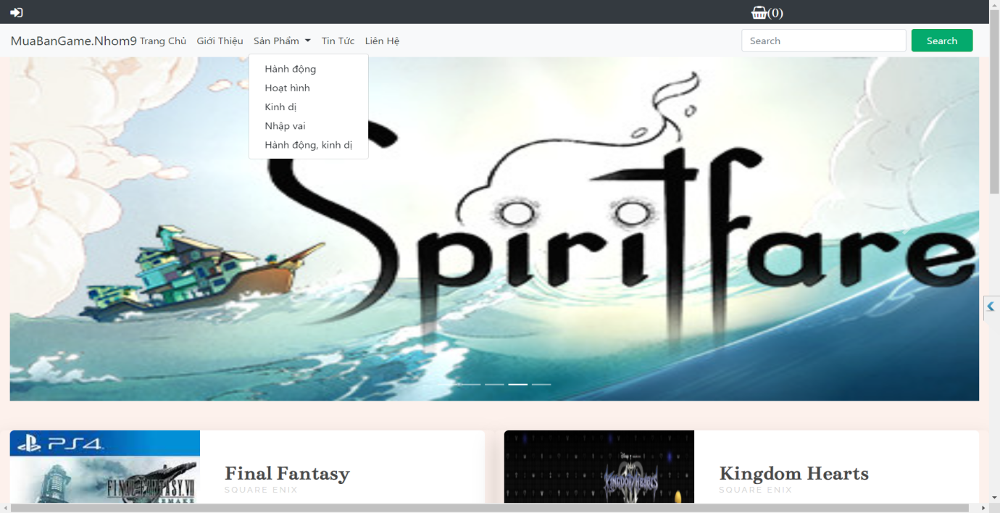 (0)
MuaBanGame.Nhom9 Trang Chủ Giới Thiệu Sản Phẩm Tin Tức Liên Hệ Search Search
Hành động
Hoạt hình
Kinh dị
Nhập vai
Hành động, kinh dị
Spiritfare
PS4
FINAL FANTASY VII
REMAKE
Final Fantasy
SQUARE ENIX
Disney
KINGDOM HEARTS
Kingdom Hearts
SQUARE ENIX